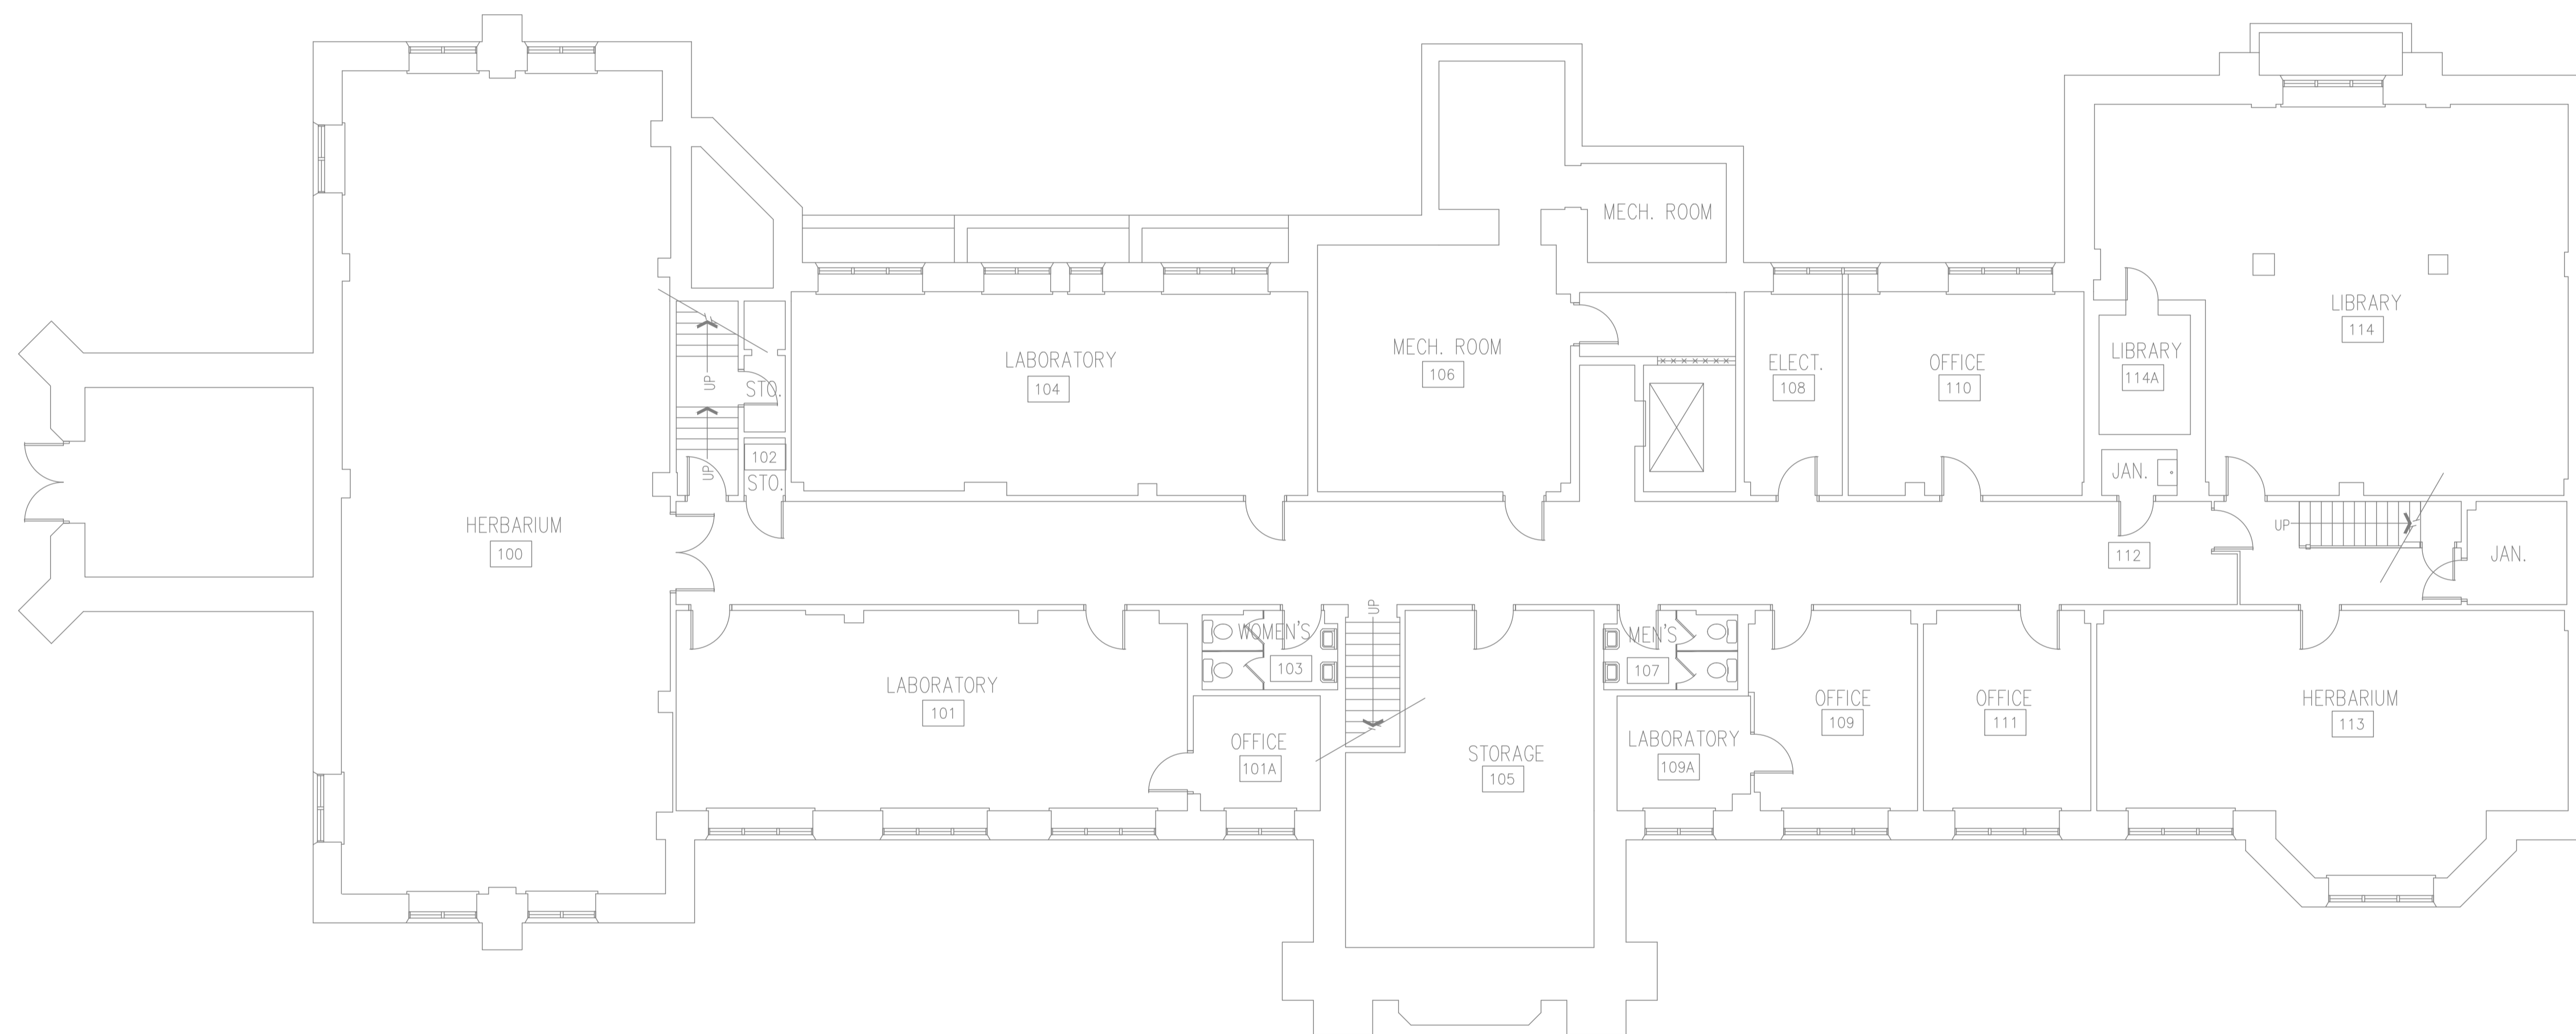 MECH. ROOM
LIBRARY
114
LABORATORY
104
MECH. ROOM
106
ELECT.
108
OFFICE
110
LIBRARY
114A
UP
STO.
UP
102
STO.
JAN.
HERBARIUM
100
UP
JAN.
112
UP
WOMEN'S
103
MEN'S
107
LABORATORY
101
OFFICE
101A
STORAGE
105
LABORATORY
109A
OFFICE
109
OFFICE
111
HERBARIUM
113